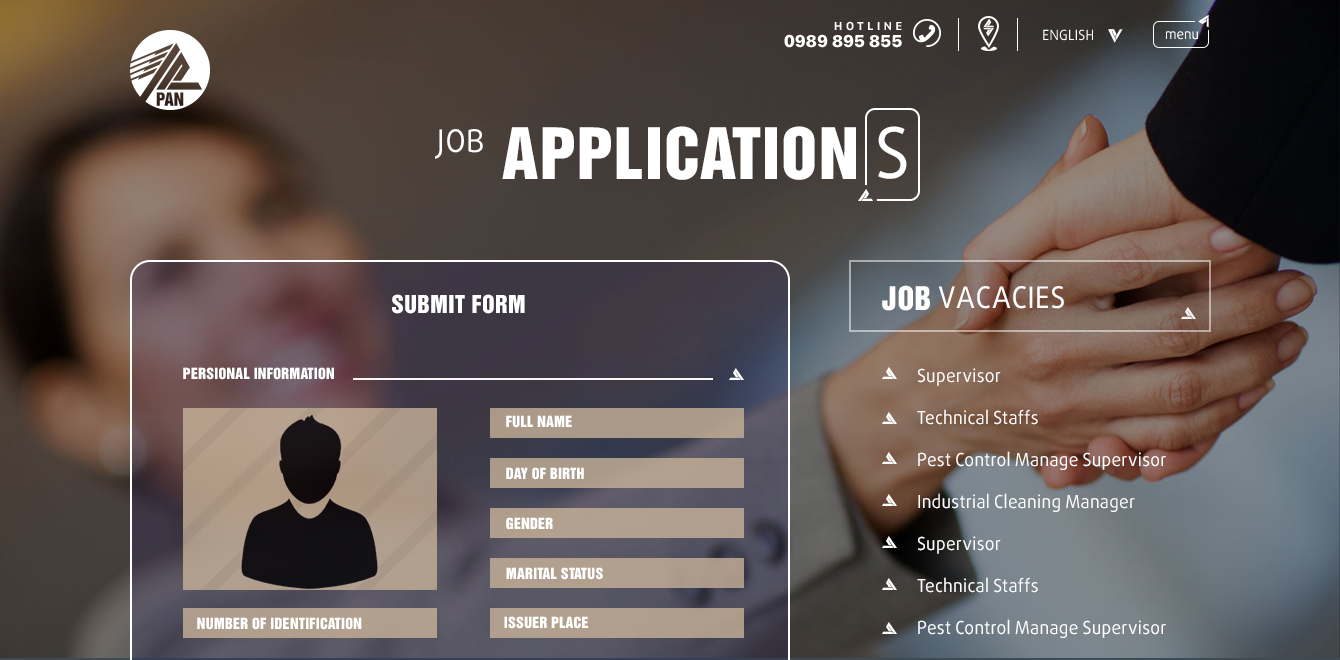 HOTLINE
0989 895 855
ENGLISH
menu
PAN
JOB APPLICATIONS
SUBMIT FORM
PERSONAL INFORMATION
FULL NAME
DAY OF BIRTH
GENDER
MARITAL STATUS
NUMBER OF IDENTIFICATION
ISSUER PLACE
JOB VACACIES
Supervisor
Technical Staffs
Pest Control Manage Supervisor
Industrial Cleaning Manager
Supervisor
Technical Staffs
Pest Control Manage Supervisor